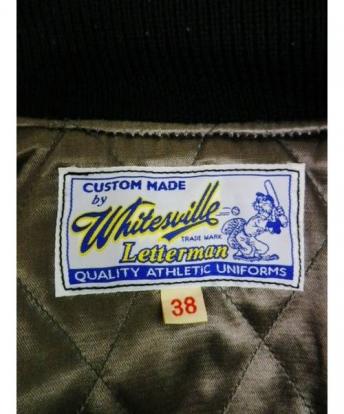 CUSTOM MADE
by
Whitesville
TRADE MARK
Letterman
QUALITY ATHLETIC UNIFORMS
38